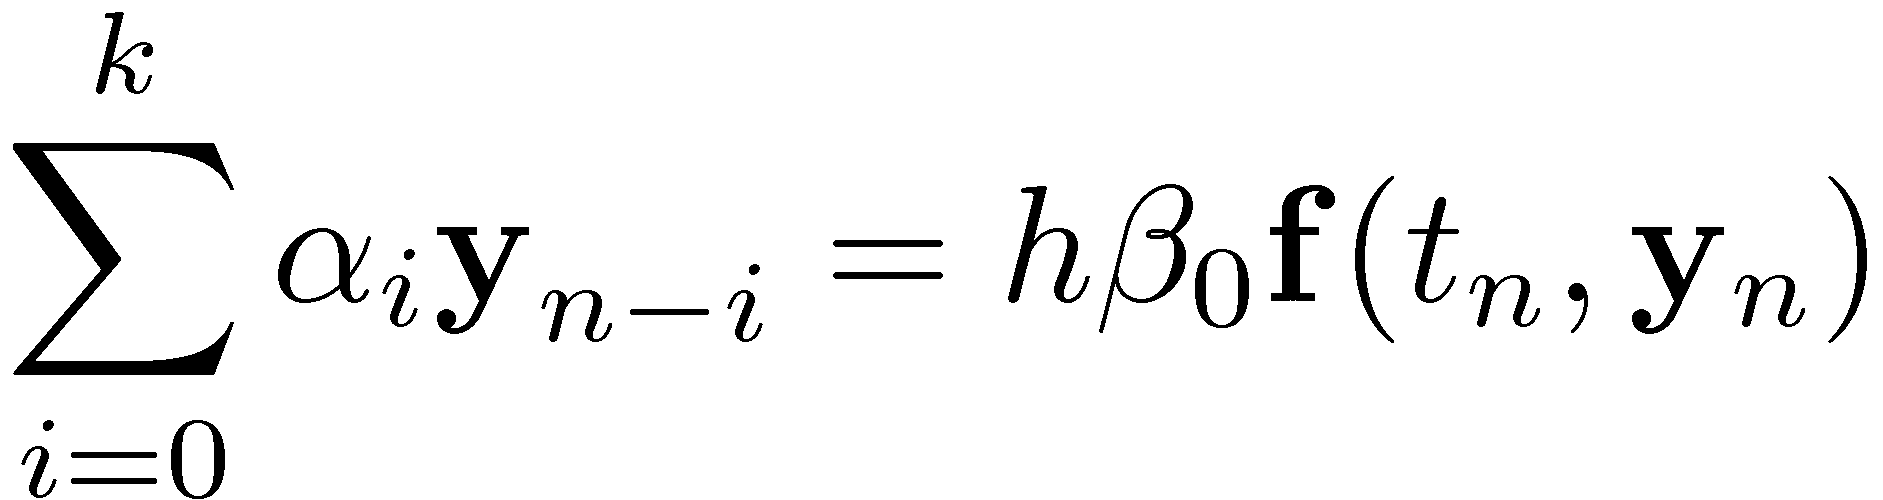 $$\sum_{i=0}^{k} \alpha_i \mathbf{y}_{n-i} = h\beta_0 \mathbf{f}(t_n, \mathbf{y}_n)$$